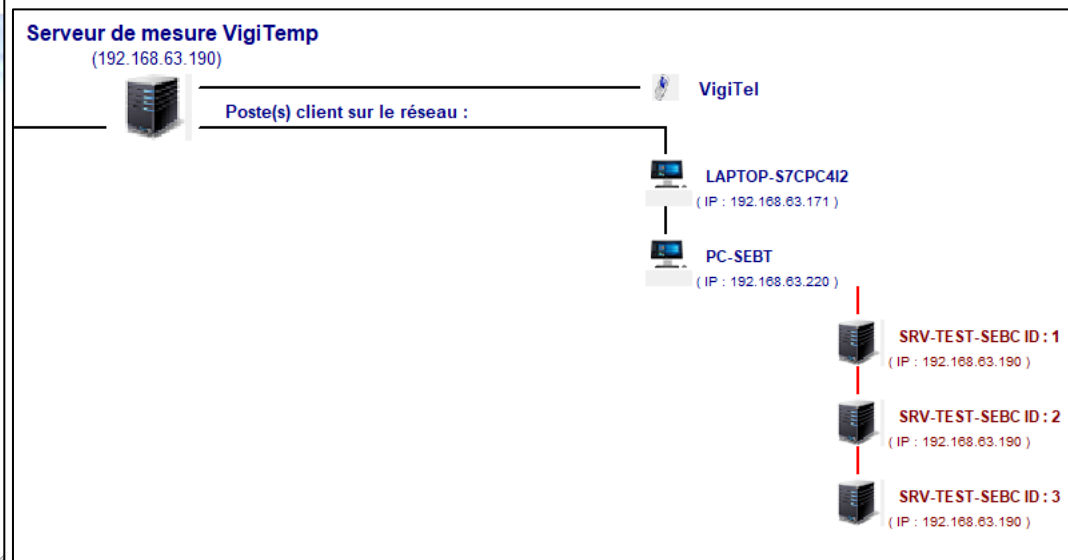 Serveur de mesure VigiTemp
(192.168.63.190)
VigiTel
Poste(s) client sur le réseau :
LAPTOP-S7CPC4I2
( IP : 192.168.63.171 )
PC-SEBT
( IP : 192.168.63.220 )
SRV-TEST-SEBC ID : 1
( IP : 192.168.63.190 )
SRV-TEST-SEBC ID : 2
( IP : 192.168.63.190 )
SRV-TEST-SEBC ID : 3
( IP : 192.168.63.190 )